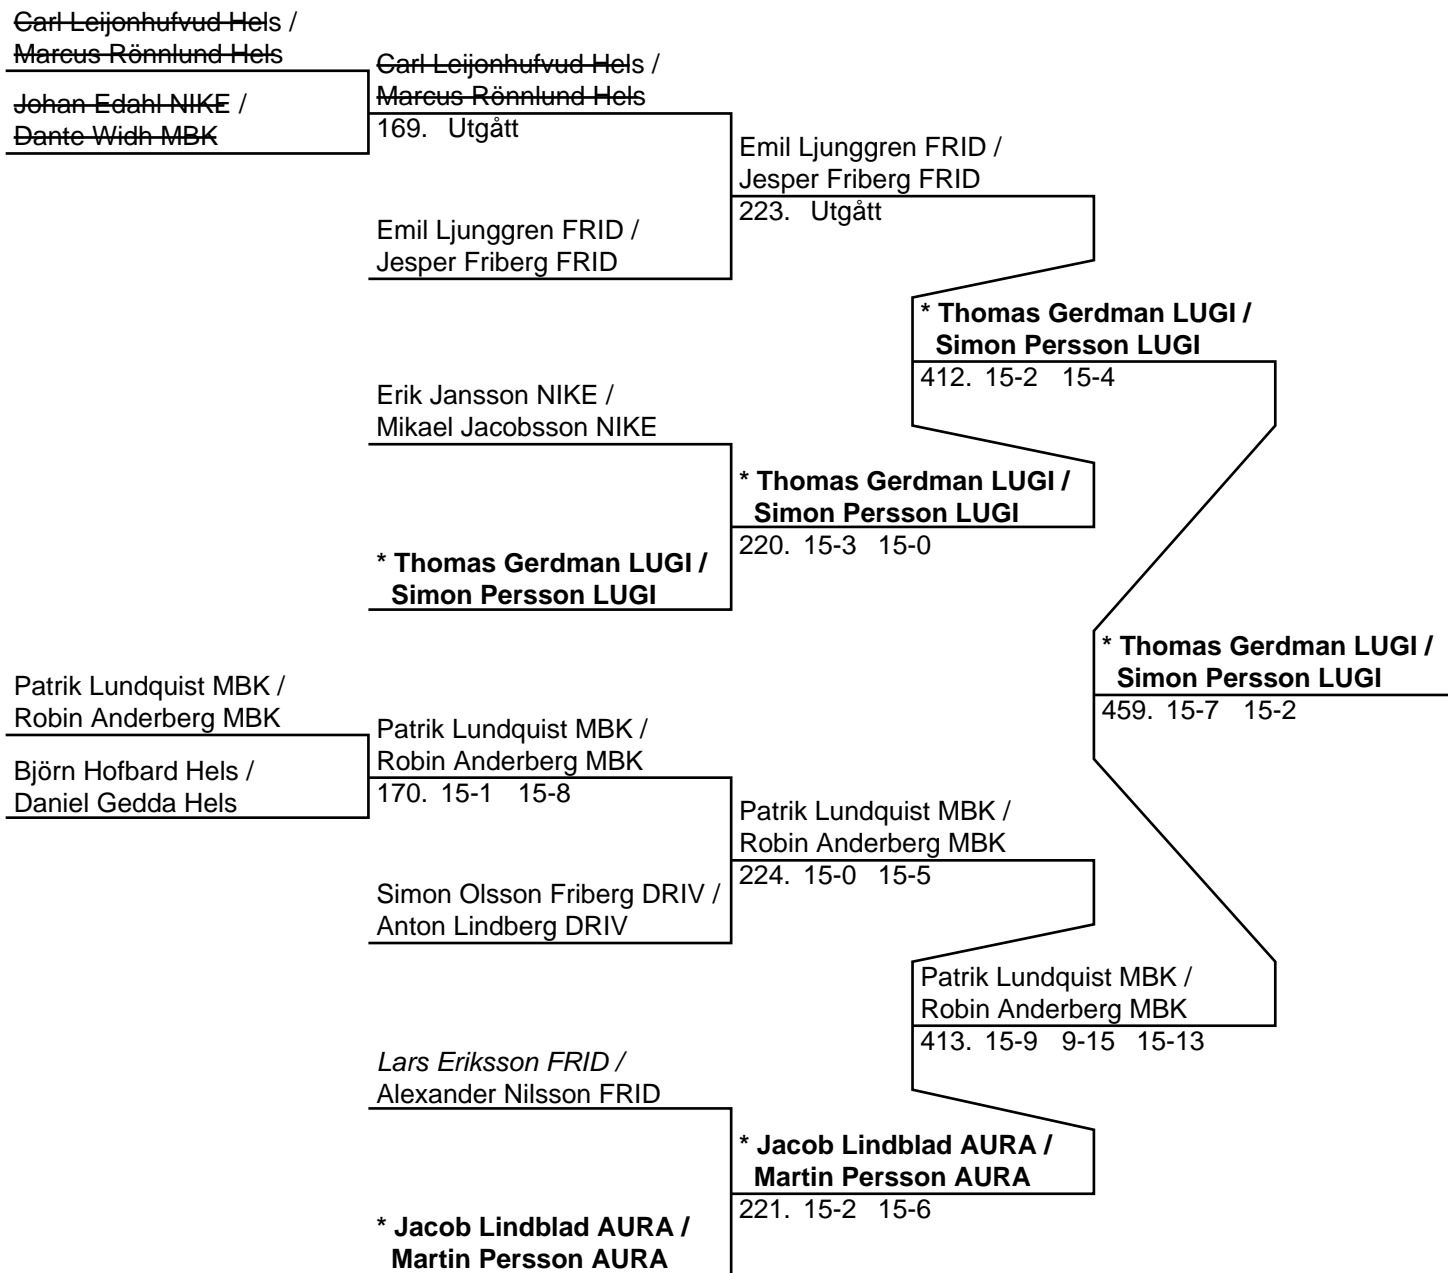 Carl Leijonhufvud Hels /
Marcus Rönnlund Hels
Johan Edahl NIKE /
Dante Widh MBK
Carl Leijonhufvud Hels /
Marcus Rönnlund Hels
169. Utgått
Emil Ljunggren FRID /
Jesper Friberg FRID
Emil Ljunggren FRID /
Jesper Friberg FRID
223. Utgått
* Thomas Gerdman LUGI /
Simon Persson LUGI
412. 15-2 15-4
Erik Jansson NIKE /
Mikael Jacobsson NIKE
* Thomas Gerdman LUGI /
Simon Persson LUGI
220. 15-3 15-0
* Thomas Gerdman LUGI /
Simon Persson LUGI
* Thomas Gerdman LUGI /
Simon Persson LUGI
459. 15-7 15-2
Patrik Lundquist MBK /
Robin Anderberg MBK
Björn Hofbard Hels /
Daniel Gedda Hels
Patrik Lundquist MBK /
Robin Anderberg MBK
170. 15-1 15-8
Patrik Lundquist MBK /
Robin Anderberg MBK
224. 15-0 15-5
Simon Olsson Friberg DRIV /
Anton Lindberg DRIV
Patrik Lundquist MBK /
Robin Anderberg MBK
413. 15-9 9-15 15-13
Lars Eriksson FRID /
Alexander Nilsson FRID
* Jacob Lindblad AURA /
Martin Persson AURA
221. 15-2 15-6
* Jacob Lindblad AURA /
Martin Persson AURA